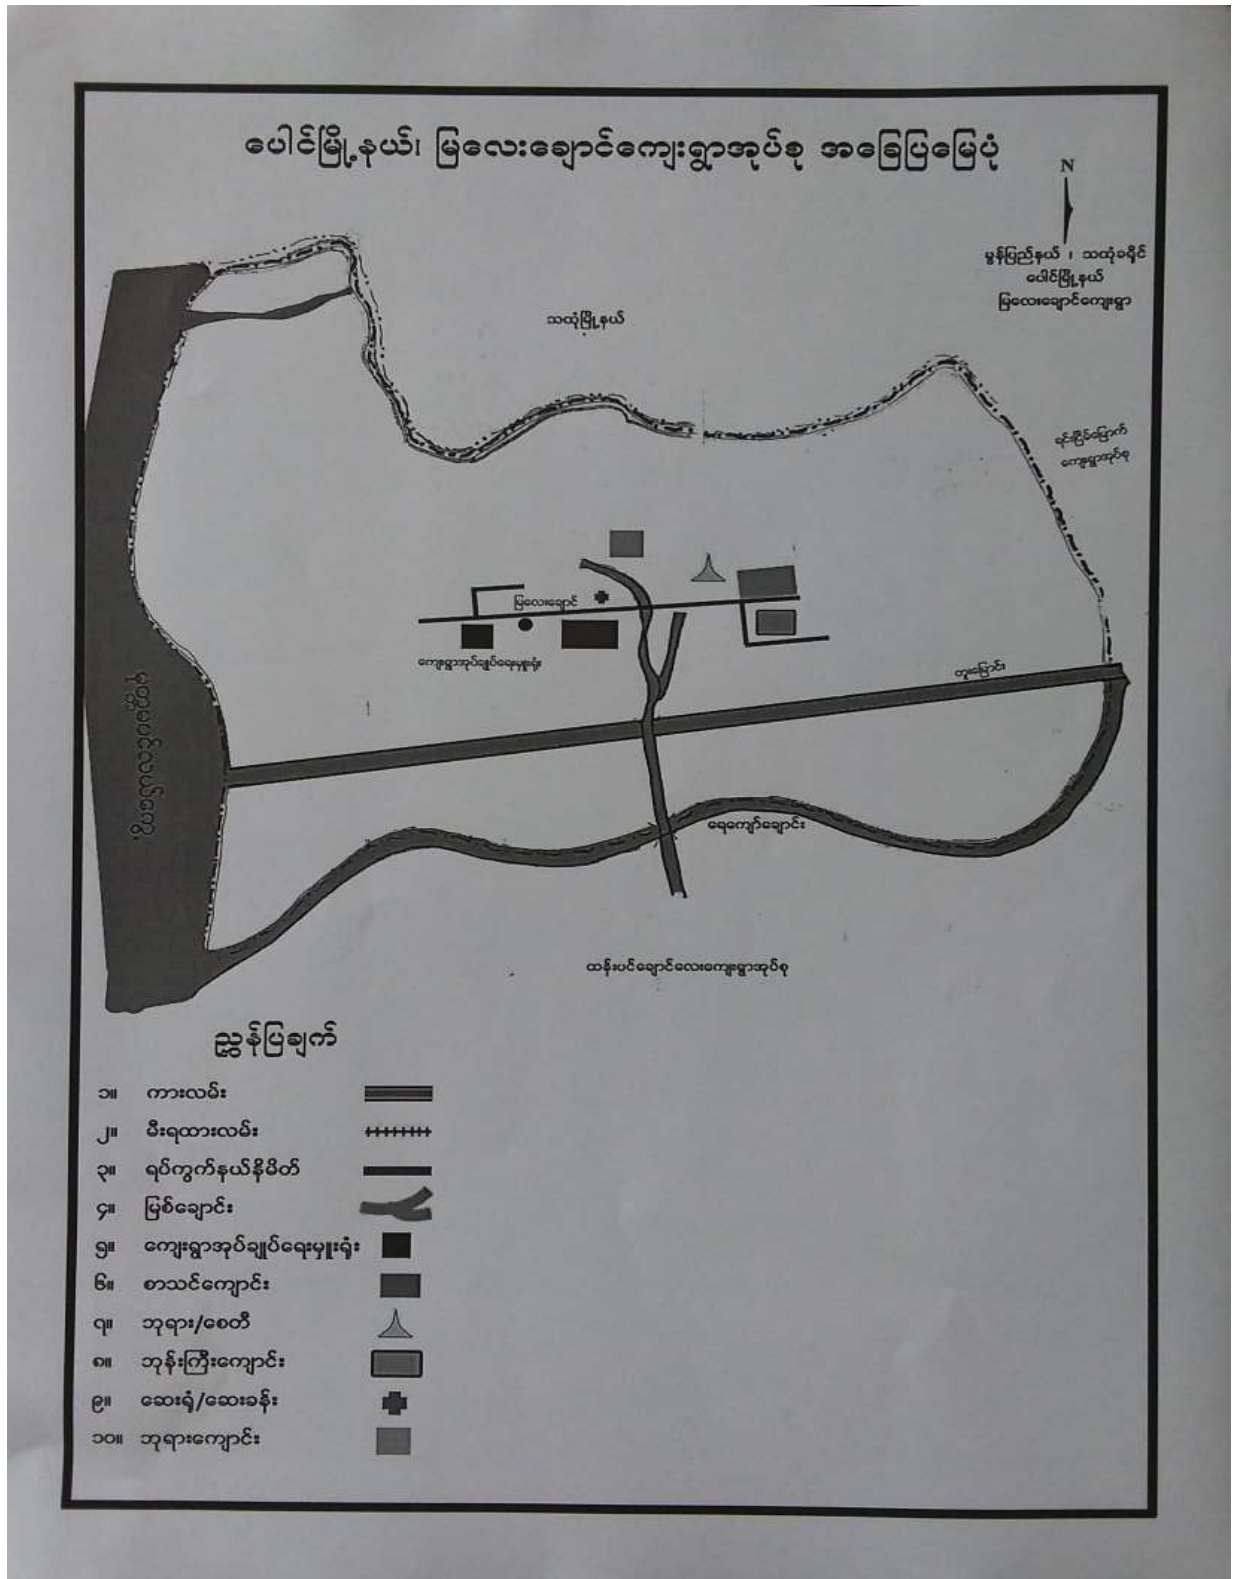 ပေါင်မြို့နယ်၊ မြလေးချောင်ကျေးရွာအုပ်စု အခြေပြမြေပုံ
N
မွန်ပြည်နယ် ၊ သထုံခရိုင်
ပေါင်မြို့နယ်
မြလေးချောင်ကျေးရွာ
သထုံမြို့နယ်
ရင်းငြိမ်မြောက်
ကျေးရွာအုပ်စု
မြလေးချောင်
ကျေးရွာအုပ်ချုပ်ရေးမှူးရုံး
တူးမြောင်း
ရေကျော်ချောင်း
ထန်းပင်ချောင်လေးကျေးရွာအုပ်စု
ညွှန်ပြချက်
၁။ ကားလမ်း
၂။ မီးရထားလမ်း
၃။ ရပ်ကွက်နယ်နိမိတ်
၄။ မြစ်ချောင်း
၅။ ကျေးရွာအုပ်ချုပ်ရေးမှူးရုံး
၆။ စာသင်ကျောင်း
၇။ ဘုရား/စေတီ
၈။ ဘုန်းကြီးကျောင်း
၉။ ဆေးရုံ/ဆေးခန်း
၁၀။ ဘုရားကျောင်း